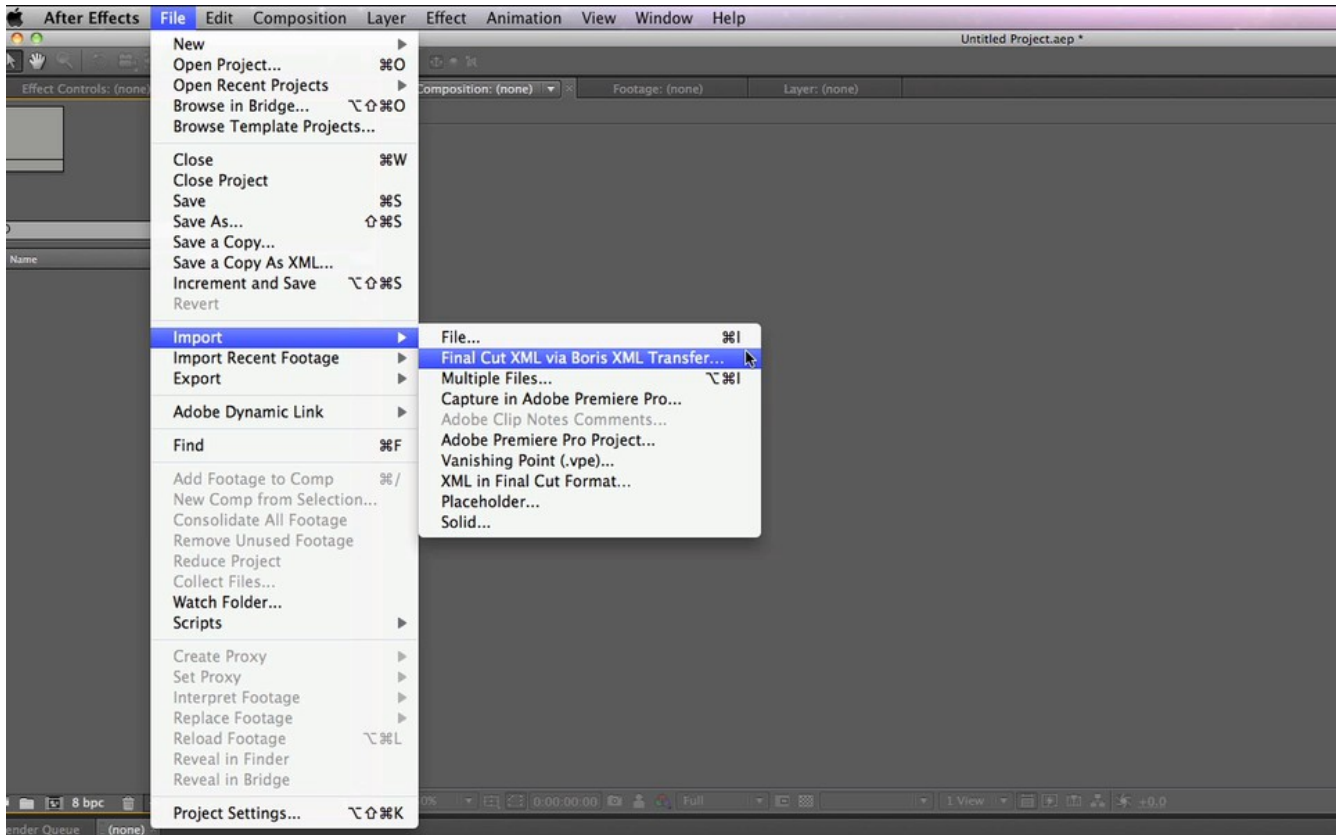 After Effects File Edit Composition Layer Effect Animation View Window Help
Untitled Project.aep *
Effect Controls: (none)
Composition: (none)
Footage: (none)
Layer: (none)
Name
New
Open Project... ⌘O
Open Recent Projects
Browse in Bridge... ⌥⇧⌘O
Browse Template Projects...
Close ⌘W
Close Project
Save ⌘S
Save As... ⇧⌘S
Save a Copy...
Save a Copy As XML...
Increment and Save ⌥⇧⌘S
Revert
Import
Import Recent Footage
Export
Adobe Dynamic Link
Find ⌘F
Add Footage to Comp ⌘/
New Comp from Selection...
Consolidate All Footage
Remove Unused Footage
Reduce Project
Collect Files...
Watch Folder...
Scripts
Create Proxy
Set Proxy
Interpret Footage
Replace Footage
Reload Footage ⌥⌘L
Reveal in Finder
Reveal in Bridge
Project Settings... ⌥⇧⌘K
File... ⌘I
Final Cut XML via Boris XML Transfer...
Multiple Files... ⌥⌘I
Capture in Adobe Premiere Pro...
Adobe Clip Notes Comments...
Adobe Premiere Pro Project...
Vanishing Point (.vpe)...
XML in Final Cut Format...
Placeholder...
Solid...
8 bpc
0% 0:00:00:00 Full 1 View +0.0
ender Queue (none)